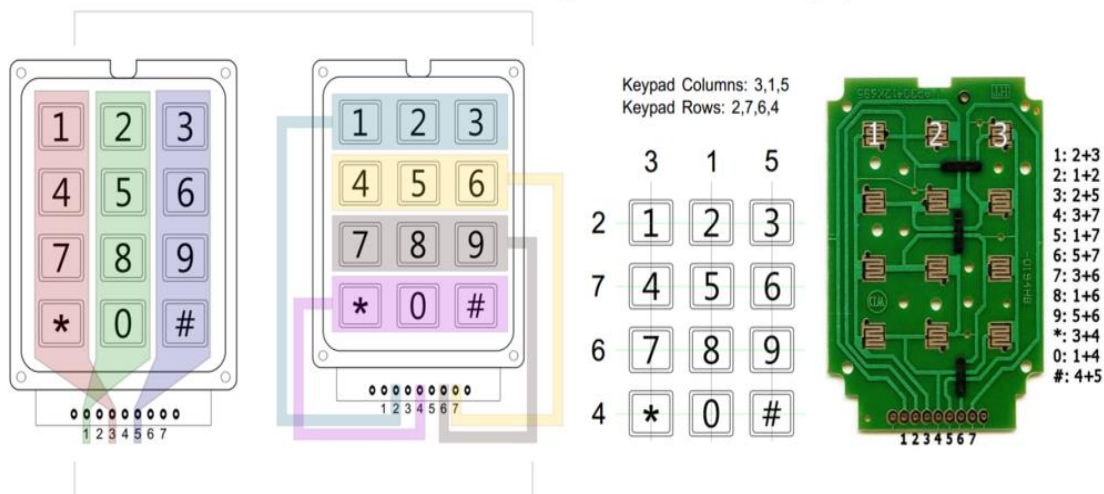 1 2 3
4 5 6
7 8 9
* 0 #
1 2 3 4 5 6 7
1 2 3
4 5 6
7 8 9
* 0 #
1 2 3 4 5 6 7
Keypad Columns: 3,1,5
Keypad Rows: 2,7,6,4
3 1 5
2 1 2 3
7 4 5 6
6 7 8 9
4 * 0 #
1 2 3
1 2 3 4 5 6 7
1: 2+3
2: 1+2
3: 2+5
4: 3+7
5: 1+7
6: 5+7
7: 3+6
8: 1+6
9: 5+6
*: 3+4
0: 1+4
#: 4+5